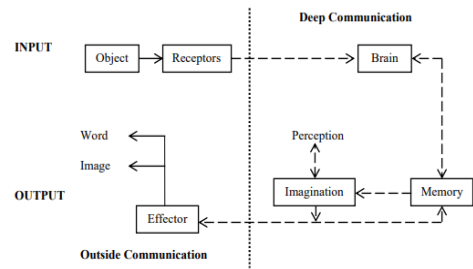 Deep Communication
INPUT
Object
Receptors
Brain
Word
Perception
Image
OUTPUT
Imagination
Memory
Effector
Outside Communication